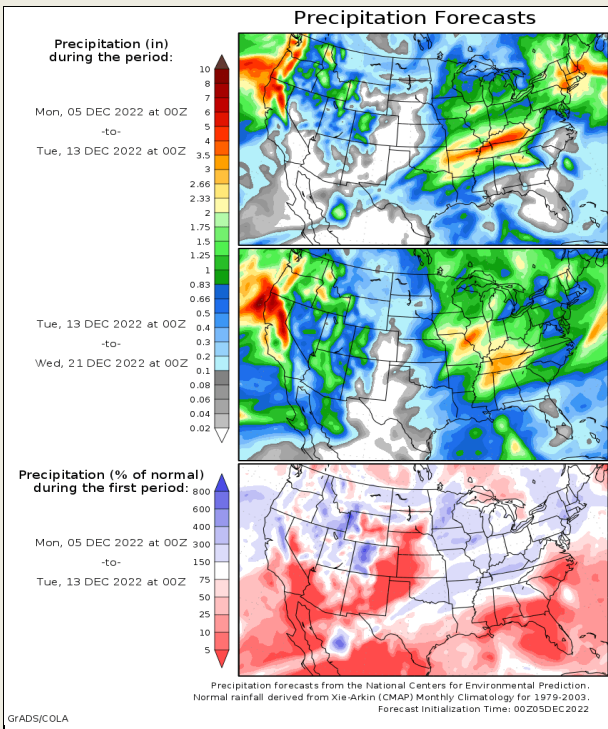 Precipitation Forecasts
Precipitation (in)
during the period:
Mon, 05 DEC 2022 at 00Z
-to-
Tue, 13 DEC 2022 at 00Z
10
8
7
6
5
4
3.5
3
2.66
2.33
2
1.75
1.5
1.25
1
0.83
0.66
0.5
0.4
0.3
0.2
0.1
0.08
0.06
0.04
0.02
Tue, 13 DEC 2022 at 00Z
-to-
Wed, 21 DEC 2022 at 00Z
Precipitation (% of normal)
during the first period:
Mon, 05 DEC 2022 at 00Z
-to-
Tue, 13 DEC 2022 at 00Z
800
600
400
300
150
75
50
25
10
5
Precipitation forecasts from the National Centers for Environmental Prediction.
Normal rainfall derived from Xie-Arkin (CMAP) Monthly Climatology for 1979-2003.
Forecast Initialization Time: 00Z05DEC2022
GrADS/COLA